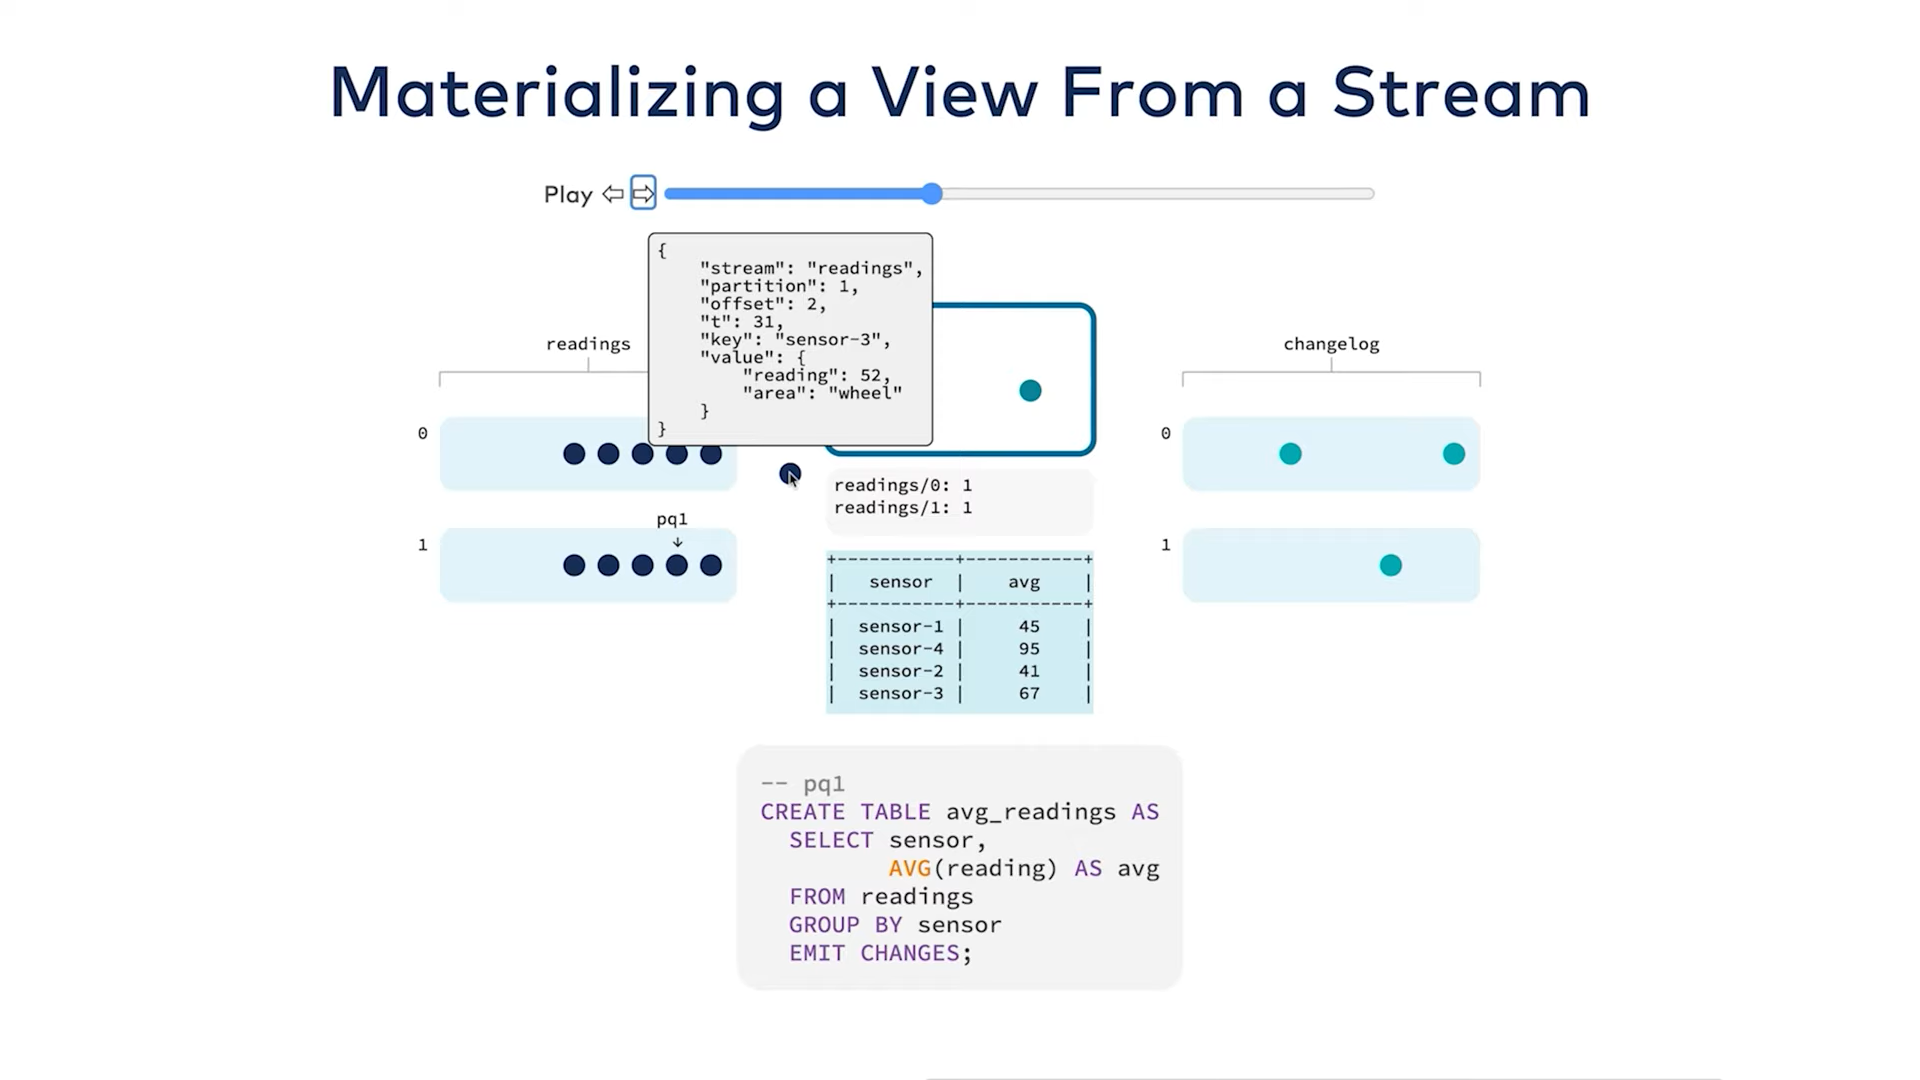 Materializing a View From a Stream
Play ⇦ ⇨
{
    "stream": "readings",
    "partition": 1,
    "offset": 2,
    "t": 31,
    "key": "sensor-3",
    "value": {
        "reading": 52,
        "area": "wheel"
    }
}
readings
0
pq1
↓
1
readings/0: 1
readings/1: 1
+------------+------------+
|   sensor   |    avg     |
+------------+------------+
|  sensor-1  |     45     |
|  sensor-4  |     95     |
|  sensor-2  |     41     |
|  sensor-3  |     67     |
changelog
0
1
-- pq1
CREATE TABLE avg_readings AS
  SELECT sensor,
         AVG(reading) AS avg
  FROM readings
  GROUP BY sensor
  EMIT CHANGES;